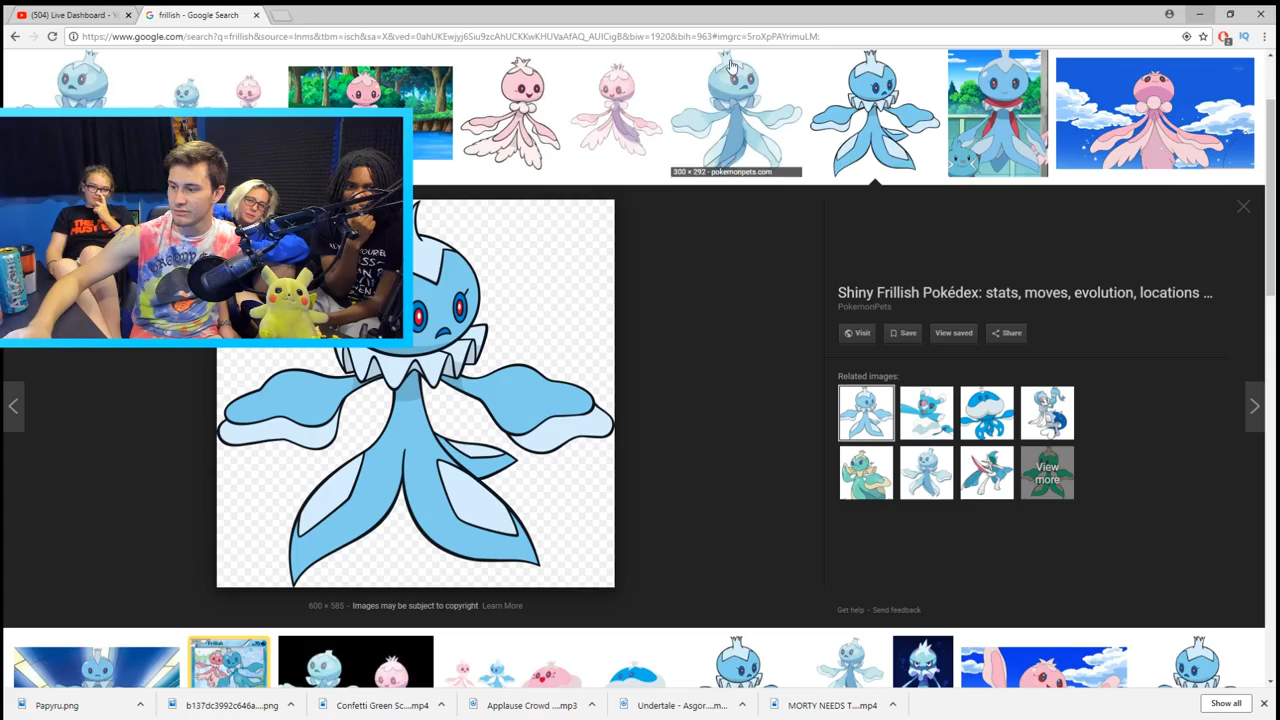 (504) Live Dashboard - Y
frillish - Google Search
https://www.google.com/search?q=frillish&source=lnms&tbm=isch&sa=X&ved=0ahUKEwjyj6Siu9zcAhUCKKwKHUVaAfAQ_AUICigB&biw=1920&bih=963#imgrc=5roXpPAYrimuLM:
300 × 292 - pokemonpets.com
Shiny Frillish Pokédex: stats, moves, evolution, locations ...
PokemonPets
Visit
Save
View saved
Share
Related images:
View more
600 × 585 - Images may be subject to copyright Learn More
Get help - Send feedback
Frillish
Papyru.png
b137dc3992c646a....png
Confetti Green Sc....mp4
Applause Crowd ....mp3
Undertale - Asgor....m...
MORTY NEEDS T....mp4
Show all